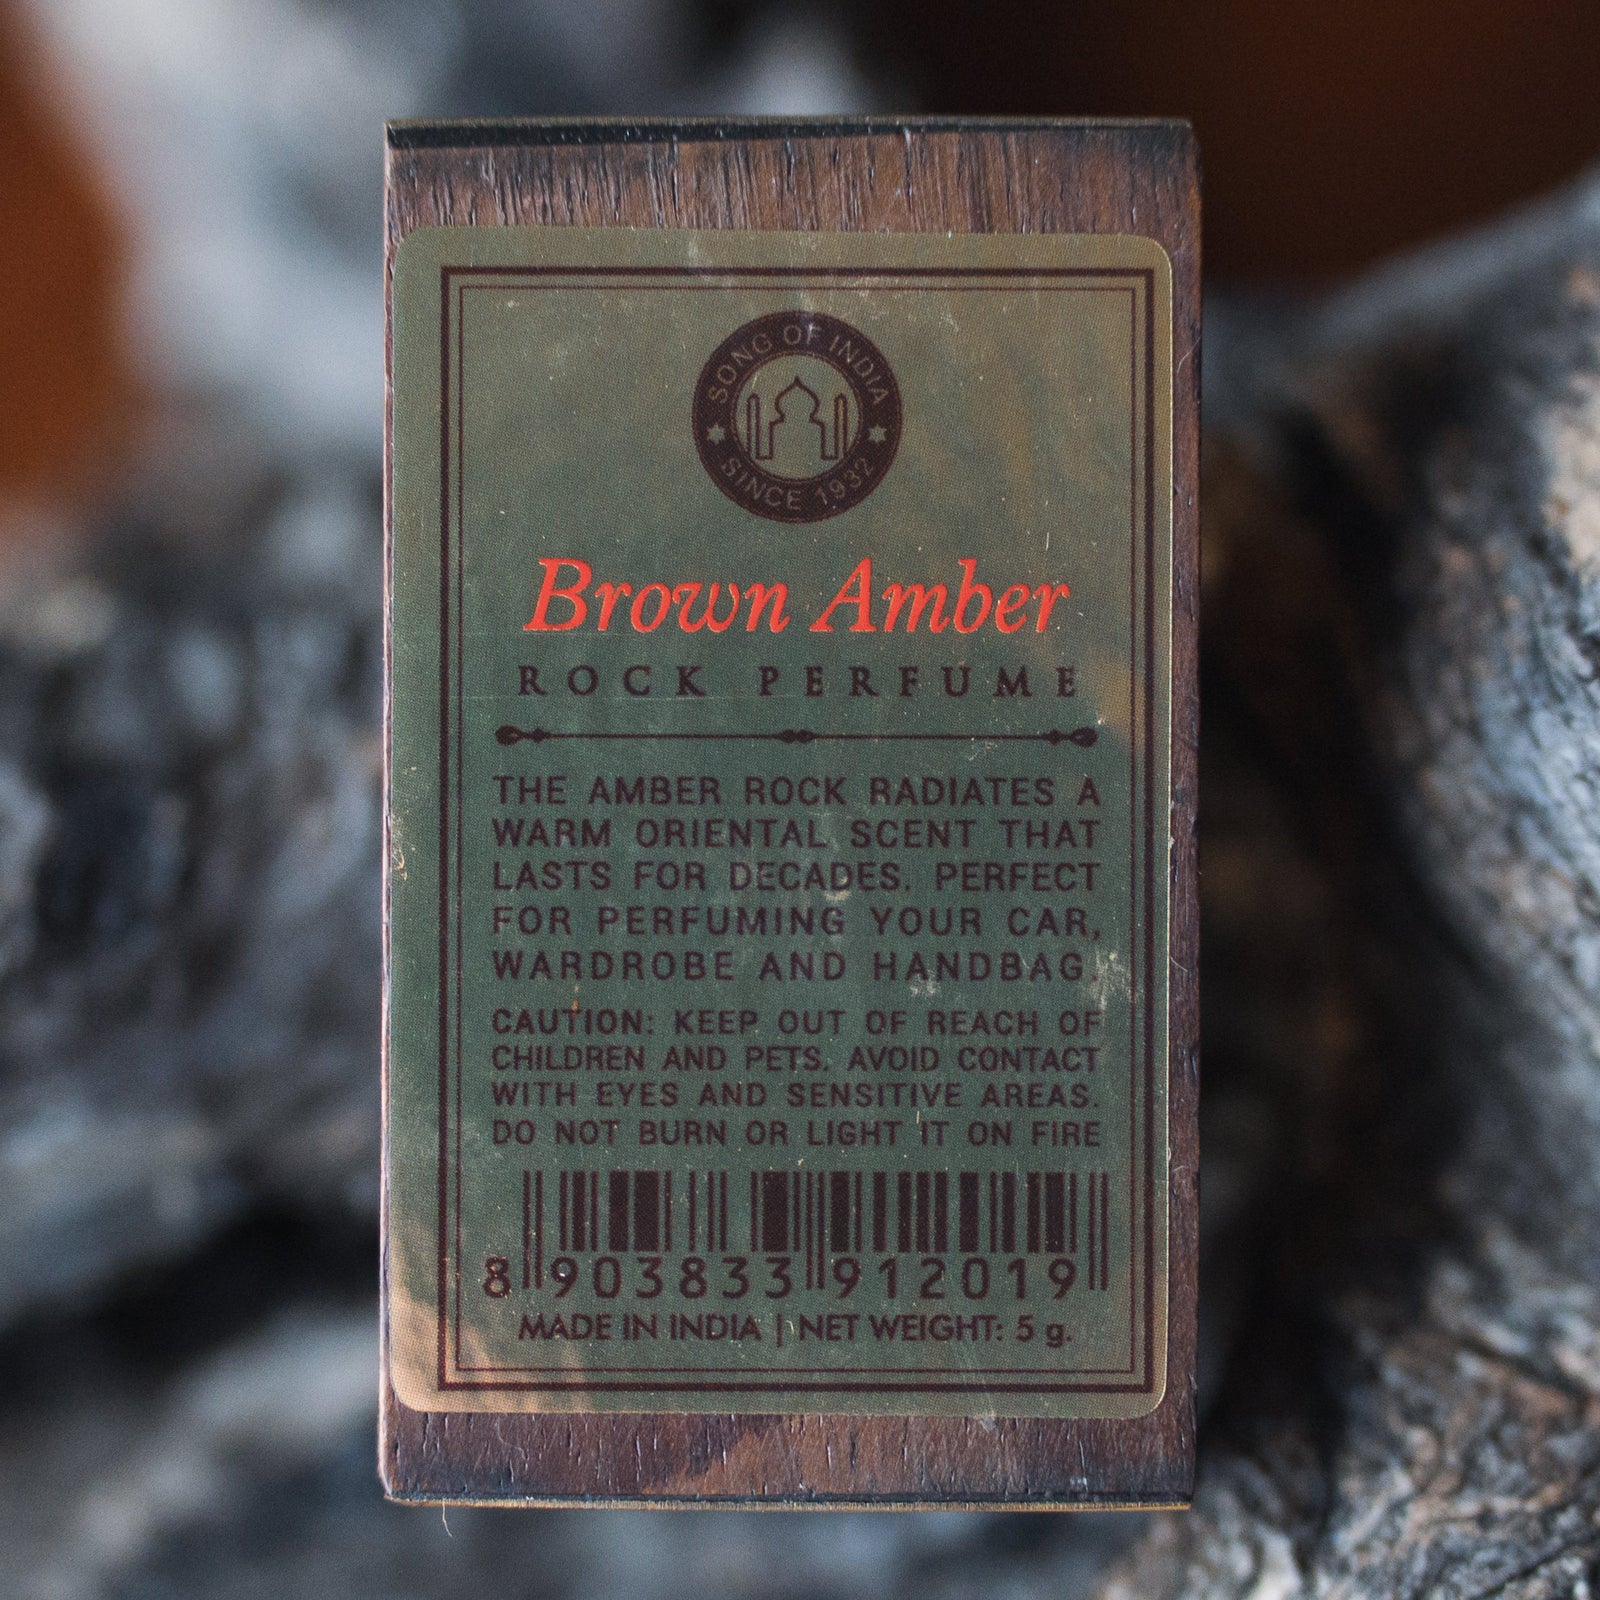 SONG OF INDIA
SINCE 1932
Brown Amber
ROCK PERFUME
THE AMBER ROCK RADIATES A
WARM ORIENTAL SCENT THAT
LASTS FOR DECADES. PERFECT
FOR PERFUMING YOUR CAR,
WARDROBE AND HANDBAG.
CAUTION: KEEP OUT OF REACH OF
CHILDREN AND PETS. AVOID CONTACT
WITH EYES AND SENSITIVE AREAS.
DO NOT BURN OR LIGHT IT ON FIRE
8 903833 912019
MADE IN INDIA | NET WEIGHT: 5 g.